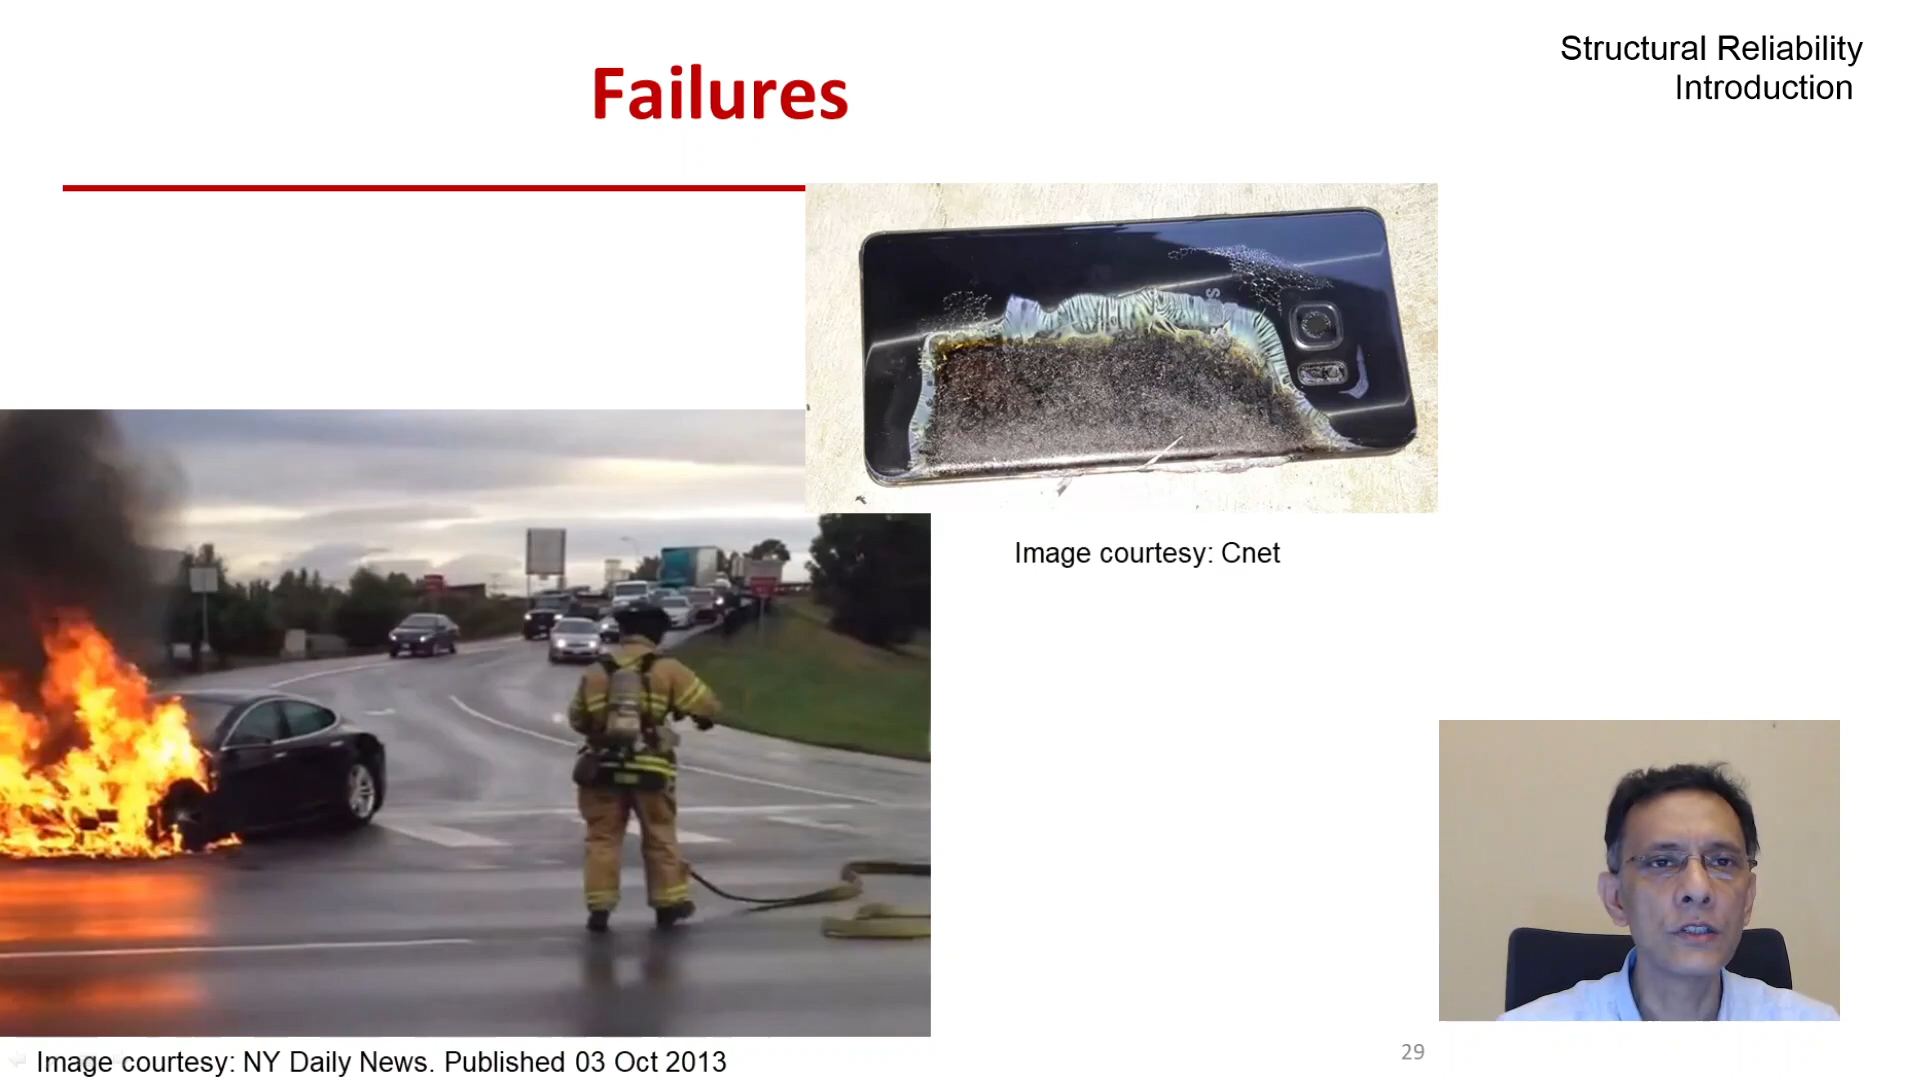 Structural Reliability
Introduction
Failures
Image courtesy: Cnet
Image courtesy: NY Daily News. Published 03 Oct 2013
29